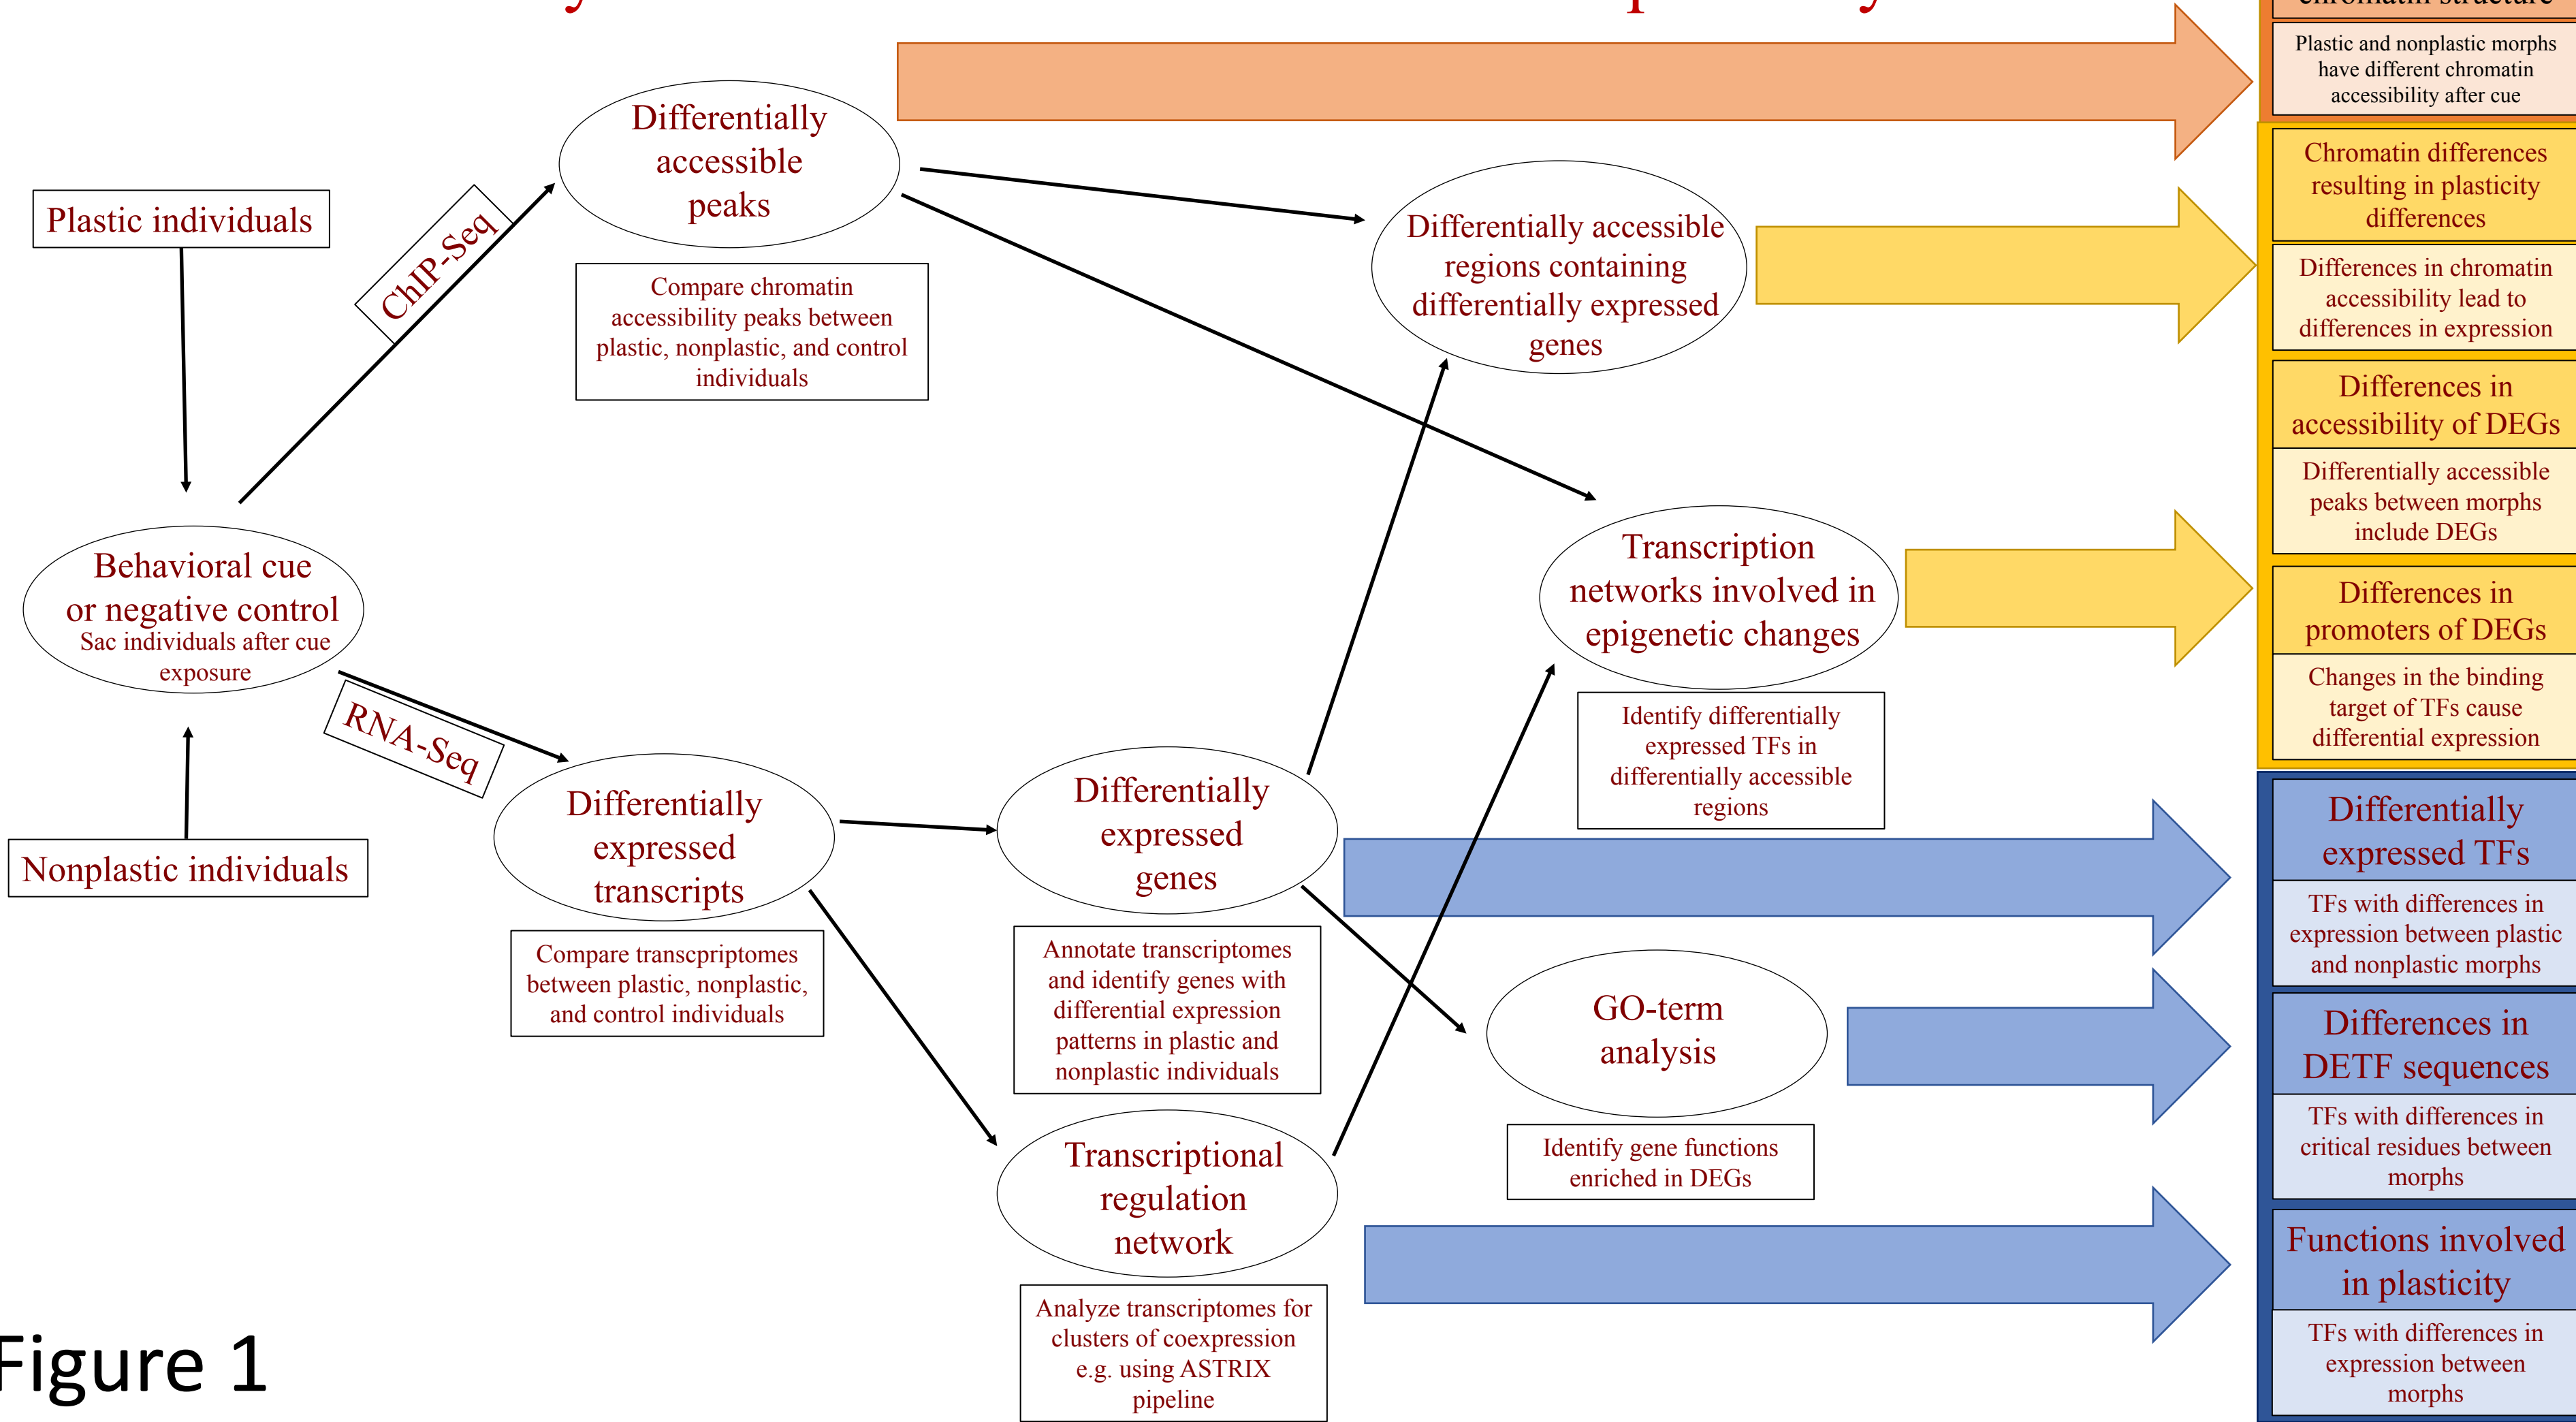 chromatin structure
Plastic and nonplastic morphs
have different chromatin
accessibility after cue
Differentially
accessible
peaks
Compare chromatin
accessibility peaks between
plastic, nonplastic, and control
individuals
Plastic individuals
ChIP-Seq
Differentially accessible
regions containing
differentially expressed
genes
Chromatin differences
resulting in plasticity
differences
Differences in chromatin
accessibility lead to
differences in expression
Differences in
accessibility of DEGs
Differentially accessible
peaks between morphs
include DEGs
Behavioral cue
or negative control
Sac individuals after cue
exposure
Transcription
networks involved in
epigenetic changes
Identify differentially
expressed TFs in
differentially accessible
regions
Differences in
promoters of DEGs
Changes in the binding
target of TFs cause
differential expression
RNA-Seq
Nonplastic individuals
Differentially
expressed
transcripts
Compare transcpriptomes
between plastic, nonplastic,
and control individuals
Differentially
expressed
genes
Annotate transcriptomes
and identify genes with
differential expression
patterns in plastic and
nonplastic individuals
Differentially
expressed TFs
TFs with differences in
expression between plastic
and nonplastic morphs
GO-term
analysis
Identify gene functions
enriched in DEGs
Differences in
DETF sequences
TFs with differences in
critical residues between
morphs
Transcriptional
regulation
network
Analyze transcriptomes for
clusters of coexpression
e.g. using ASTRIX
pipeline
Functions involved
in plasticity
TFs with differences in
expression between
morphs
Figure 1